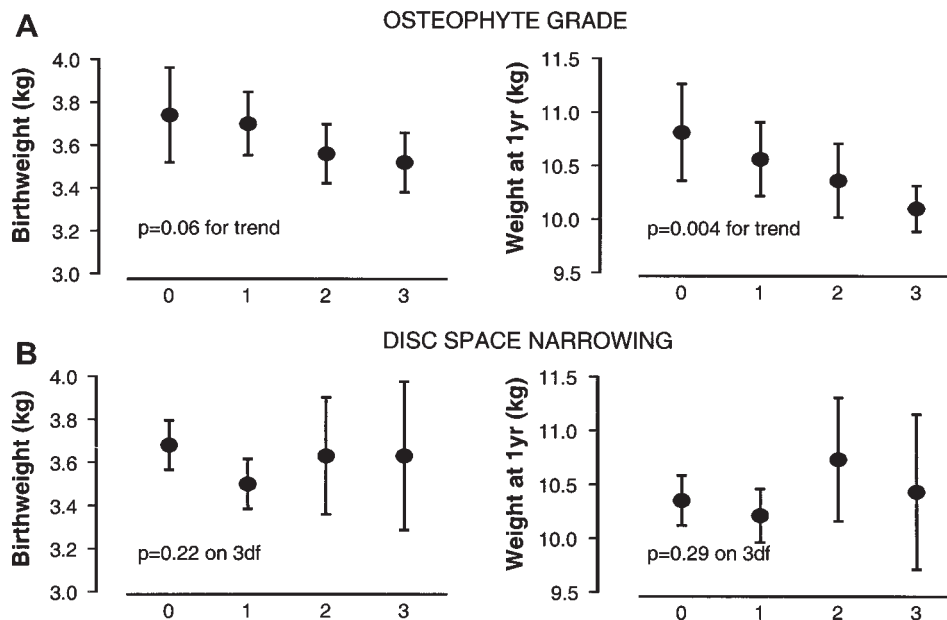 A
OSTEOPHYTE GRADE
Birthweight (kg)
4.0
3.8
3.6
3.4
3.2
3.0
p=0.06 for trend
0 1 2 3
Weight at 1yr (kg)
11.5
11.0
10.5
10.0
9.5
p=0.004 for trend
0 1 2 3
B
DISC SPACE NARROWING
Birthweight (kg)
4.0
3.8
3.6
3.4
3.2
3.0
p=0.22 on 3df
0 1 2 3
Weight at 1yr (kg)
11.5
11.0
10.5
10.0
9.5
p=0.29 on 3df
0 1 2 3